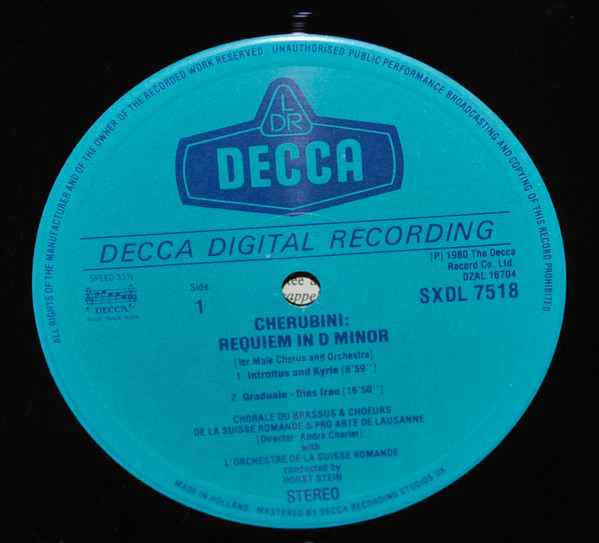 ALL RIGHTS OF THE MANUFACTURER AND OF THE OWNER OF THE RECORDED WORK RESERVED. UNAUTHORISED PUBLIC PERFORMANCE BROADCASTING AND COPYING OF THIS RECORD PROHIBITED
L
DR
DECCA
DECCA DIGITAL RECORDING
[P] 1980 The Decca
Record Co. Ltd.
DZAL 16704
SXDL 7518
SPEED 33⅓
DECCA
REGD. TRADE MARK
Side
1
CHERUBINI:
REQUIEM IN D MINOR
[for Male Chorus and Orchestra]
1. Introitus and Kyrie [8'59'']
2. Graduale - Dies Irae [16'50'']
CHORALE DU BRASSUS & CHOEURS
DE LA SUISSE ROMANDE & PRO ARTE DE LAUSANNE
[Director: André Charlet]
with
L'ORCHESTRE DE LA SUISSE ROMANDE
conducted by
HORST STEIN
STEREO
MADE IN HOLLAND. MASTERED BY DECCA RECORDING STUDIOS UK